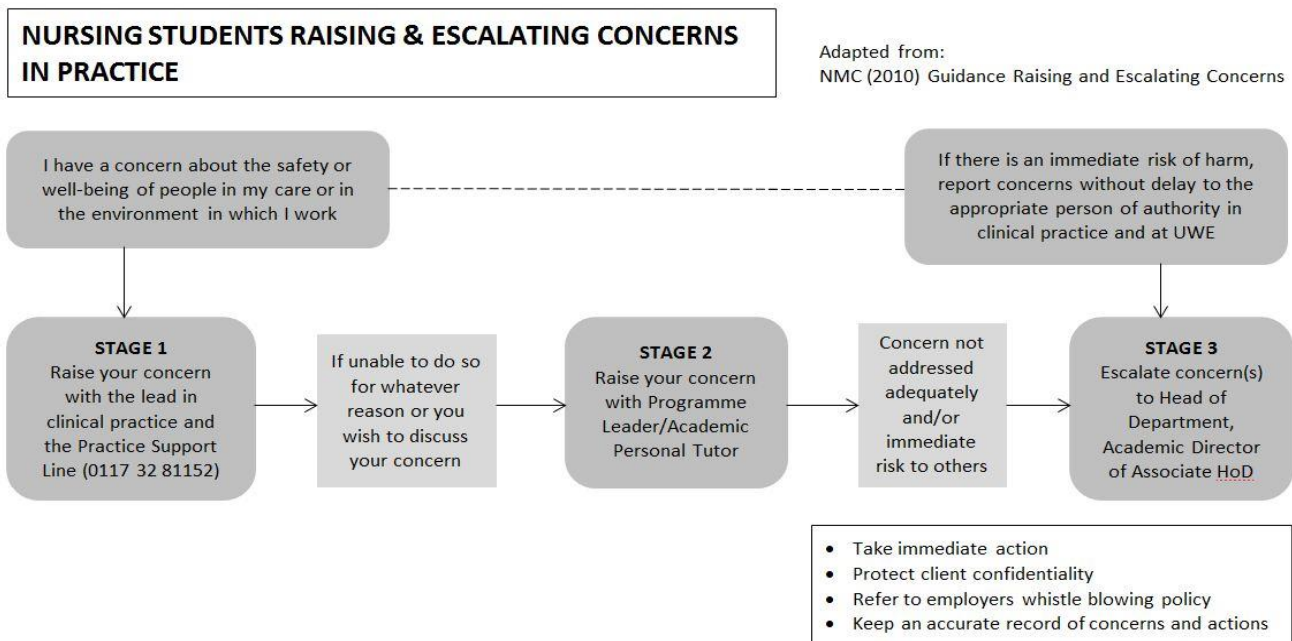 NURSING STUDENTS RAISING & ESCALATING CONCERNS
IN PRACTICE
Adapted from:
NMC (2010) Guidance Raising and Escalating Concerns
I have a concern about the safety or
well-being of people in my care or in
the environment in which I work
If there is an immediate risk of harm,
report concerns without delay to the
appropriate person of authority in
clinical practice and at UWE
STAGE 1
Raise your concern
with the lead in
clinical practice and
the Practice Support
Line (0117 32 81152)
If unable to do so
for whatever
reason or you
wish to discuss
your concern
STAGE 2
Raise your concern
with Programme
Leader/Academic
Personal Tutor
Concern not
addressed
adequately
and/or
immediate
risk to others
STAGE 3
Escalate concern(s)
to Head of
Department,
Academic Director
of Associate HoD
• Take immediate action
• Protect client confidentiality
• Refer to employers whistle blowing policy
• Keep an accurate record of concerns and actions